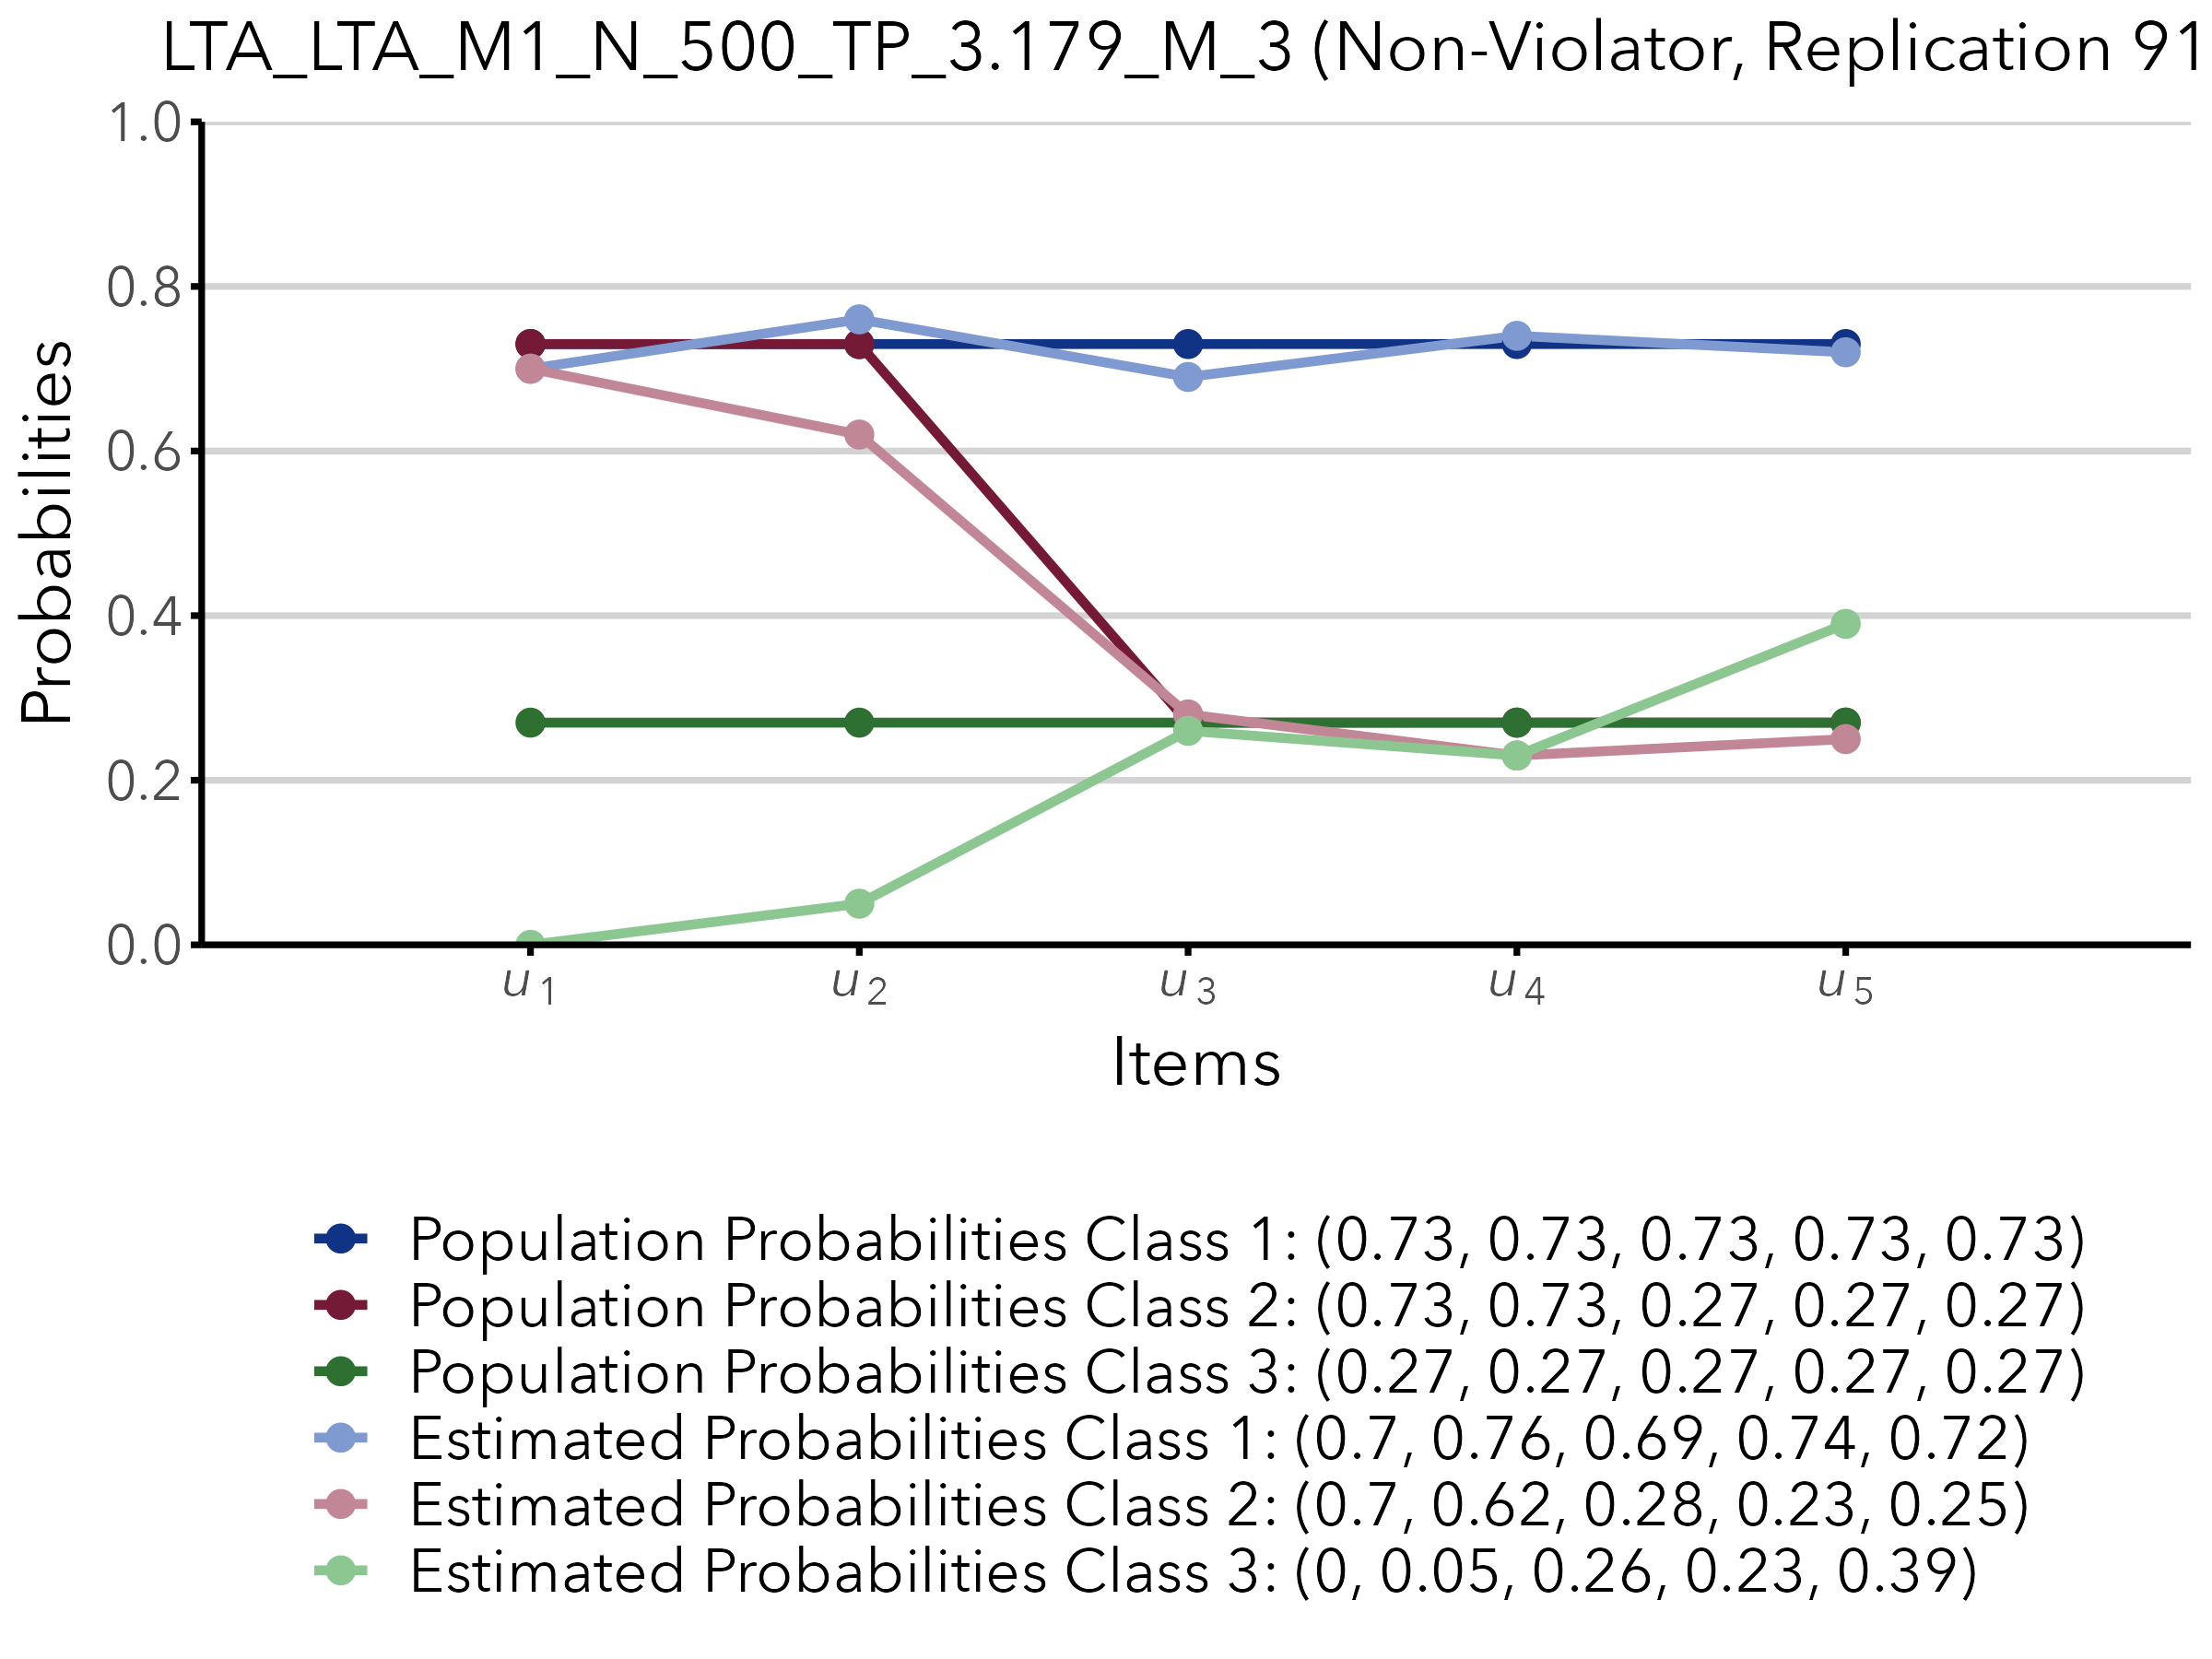 LTA_LTA_M1_N_500_TP_3.179_M_3 (Non-Violator, Replication 91
Probabilities
1.0
0.8
0.6
0.4
0.2
0.0
u1 u2 u3 u4 u5
Items
Population Probabilities Class 1: (0.73, 0.73, 0.73, 0.73, 0.73)
Population Probabilities Class 2: (0.73, 0.73, 0.27, 0.27, 0.27)
Population Probabilities Class 3: (0.27, 0.27, 0.27, 0.27, 0.27)
Estimated Probabilities Class 1: (0.7, 0.76, 0.69, 0.74, 0.72)
Estimated Probabilities Class 2: (0.7, 0.62, 0.28, 0.23, 0.25)
Estimated Probabilities Class 3: (0, 0.05, 0.26, 0.23, 0.39)